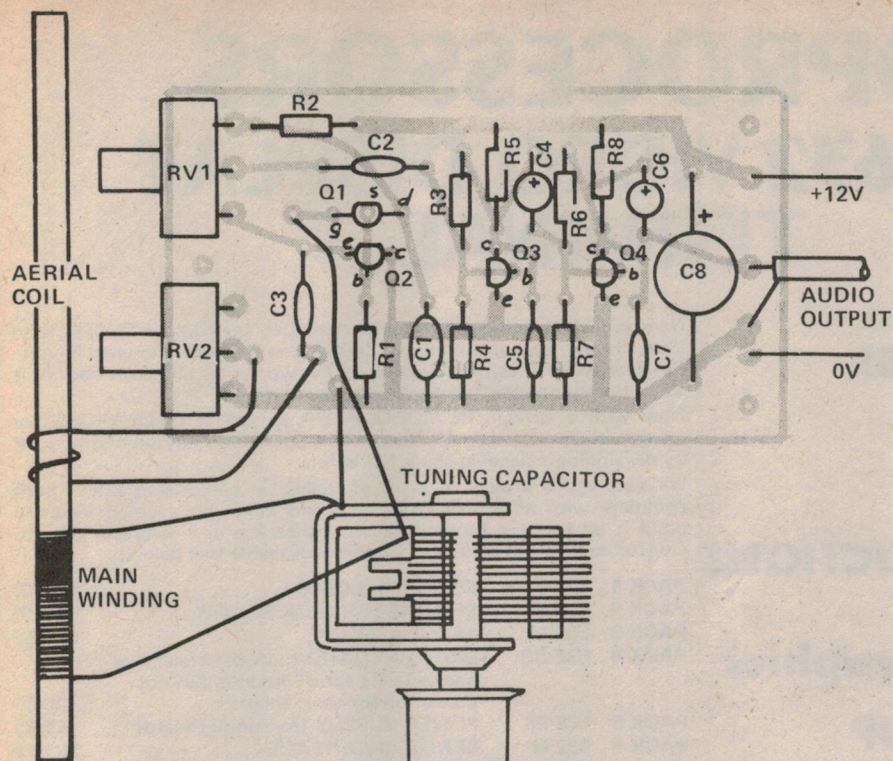 R2
C2
RV1
Q1
s
d
g
e
c
b
Q2
R3
R5
C4
+
R6
R8
C6
+
+12V
AERIAL
COIL
C3
c
Q3
b
e
c
Q4
b
e
+
C8
AUDIO
OUTPUT
RV2
R1
C1
R4
C5
R7
C7
0V
TUNING CAPACITOR
MAIN
WINDING